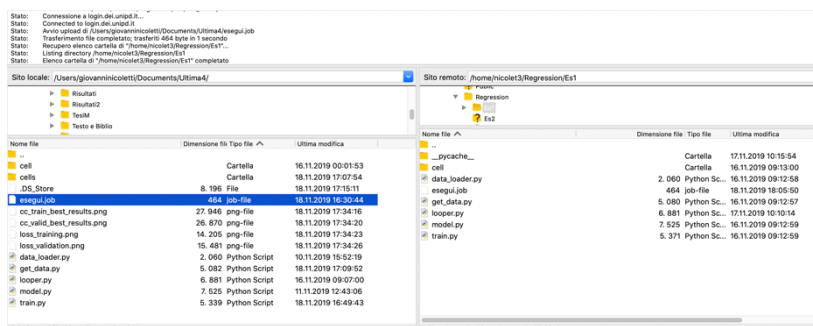 Stato: Connessione a login.dei.unipd.it...
Stato: Connected to login.dei.unipd.it
Stato: Avvio upload di /Users/giovanninicoletti/Documents/Ultima4/esegui.job
Stato: Trasferimento file completato; trasferiti 464 byte in 1 secondo
Stato: Recupero elenco cartella di "/home/nicolet3/Regression/Es1"...
Stato: Listing directory /home/nicolet3/Regression/Es1
Stato: Elenco cartella di "/home/nicolet3/Regression/Es1" completato
Sito locale: /Users/giovanninicoletti/Documents/Ultima4/
Risultati
Risultati2
TesiM
Testo e Biblio
Nome file Dimensione fili Tipo file Ultima modifica
..
cell Cartella 16.11.2019 00:01:53
cells Cartella 18.11.2019 17:07:54
.DS_Store 8. 196 File 18.11.2019 17:15:11
esegui.job 464 job-file 18.11.2019 16:30:44
cc_train_best_results.png 27. 946 png-file 18.11.2019 17:34:16
cc_valid_best_results.png 26. 870 png-file 18.11.2019 17:34:20
loss_training.png 14. 205 png-file 18.11.2019 17:34:23
loss_validation.png 15. 481 png-file 18.11.2019 17:34:26
data_loader.py 2. 060 Python Script 10.11.2019 15:52:19
get_data.py 5. 082 Python Script 18.11.2019 17:09:52
looper.py 6. 881 Python Script 16.11.2019 09:07:00
model.py 7. 525 Python Script 11.11.2019 12:43:06
train.py 5. 339 Python Script 18.11.2019 16:49:43
Sito remoto: /home/nicolet3/Regression/Es1
Public
Regression
Es1
Es2
Nome file Dimensione file Tipo file Ultima modifica
..
__pycache__ Cartella 17.11.2019 10:15:54
cell Cartella 16.11.2019 09:13:00
data_loader.py 2. 060 Python Sc... 16.11.2019 09:12:58
esegui.job 464 job-file 18.11.2019 18:05:50
get_data.py 5. 080 Python Sc... 16.11.2019 09:12:57
looper.py 6. 881 Python Sc... 17.11.2019 10:10:14
model.py 7. 525 Python Sc... 16.11.2019 09:12:59
train.py 5. 371 Python Sc... 16.11.2019 09:12:59